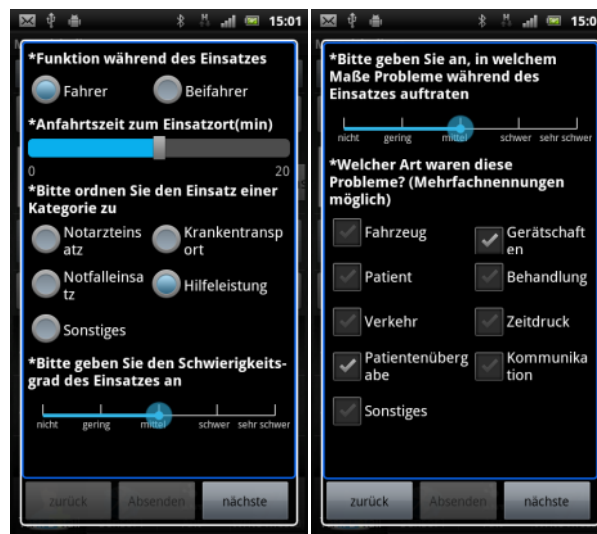 15:01
*Funktion während des Einsatzes
Fahrer
Beifahrer
*Anfahrtszeit zum Einsatzort(min)
0
20
*Bitte ordnen Sie den Einsatz einer
Kategorie zu
Notarzteins
atz
Krankentransp
ort
Notfalleinsa
tz
Hilfeleistung
Sonstiges
*Bitte geben Sie den Schwierigkeits-
grad des Einsatzes an
nicht gering mittel schwer sehr schwer
zurück Absenden nächste
15:0
*Bitte geben Sie an, in welchem
Maße Probleme während des
Einsatzes auftraten
nicht gering mittel schwer sehr schwer
*Welcher Art waren diese
Probleme? (Mehrfachnennungen
möglich)
Fahrzeug
Gerätschaft
en
Patient
Behandlung
Verkehr
Zeitdruck
Patientenüberg
abe
Kommunika
tion
Sonstiges
zurück Absenden nächste